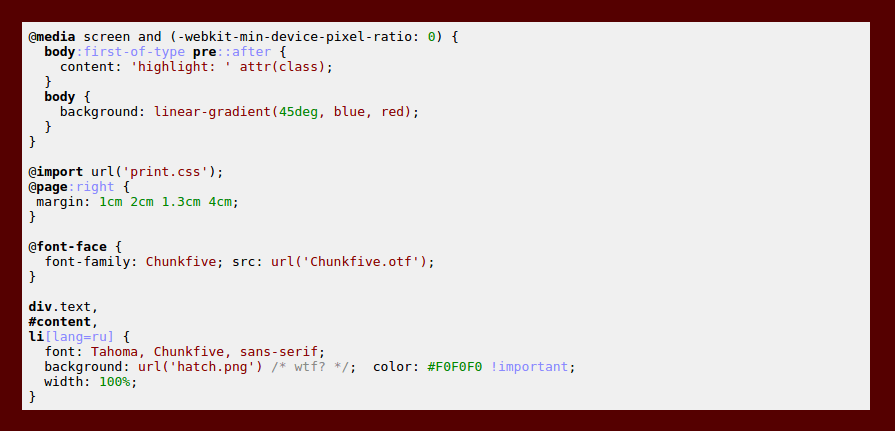 @media screen and (-webkit-min-device-pixel-ratio: 0) {
  body:first-of-type pre::after {
    content: 'highlight: ' attr(class);
  }
  body {
    background: linear-gradient(45deg, blue, red);
  }
}

@import url('print.css');
@page:right {
 margin: 1cm 2cm 1.3cm 4cm;
}

@font-face {
  font-family: Chunkfive; src: url('Chunkfive.otf');
}

div.text,
#content,
li[lang=ru] {
  font: Tahoma, Chunkfive, sans-serif;
  background: url('hatch.png') /* wtf? */;  color: #F0F0F0 !important;
  width: 100%;
}